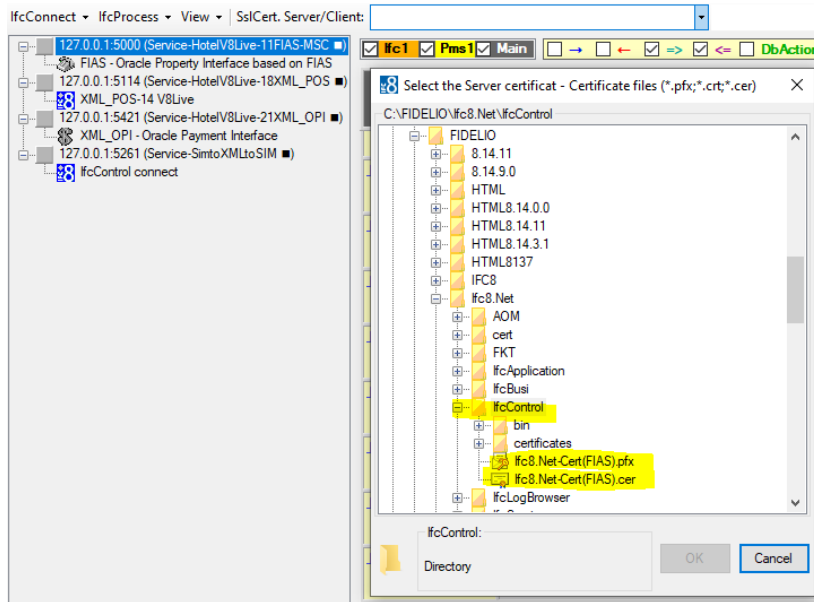 IfcConnect IfcProcess View SslCert. Server/Client:
127.0.0.1:5000 (Service-HotelV8Live-11FIAS-MSC ■)
FIAS - Oracle Property Interface based on FIAS
127.0.0.1:5114 (Service-HotelV8Live-18XML_POS ■)
XML_POS-14 V8Live
127.0.0.1:5421 (Service-HotelV8Live-21XML_OPI ■)
XML_OPI - Oracle Payment Interface
127.0.0.1:5261 (Service-SimtoXMLtoSIM ■)
IfcControl connect
Ifc1 Pms1 Main → ← => <= DbAction
Select the Server certificat - Certificate files (*.pfx;*.crt;*.cer)
C:\FIDELIO\Ifc8.Net\IfcControl
FIDELIO
8.14.11
8.14.9.0
HTML
HTML8.14.0.0
HTML8.14.11
HTML8.14.3.1
HTML8137
IFC8
Ifc8.Net
AOM
cert
FKT
IfcApplication
IfcBusi
IfcControl
bin
certificates
Ifc8.Net-Cert(FIAS).pfx
Ifc8.Net-Cert(FIAS).cer
IfcLogBrowser
IfcControl:
Directory
OK
Cancel